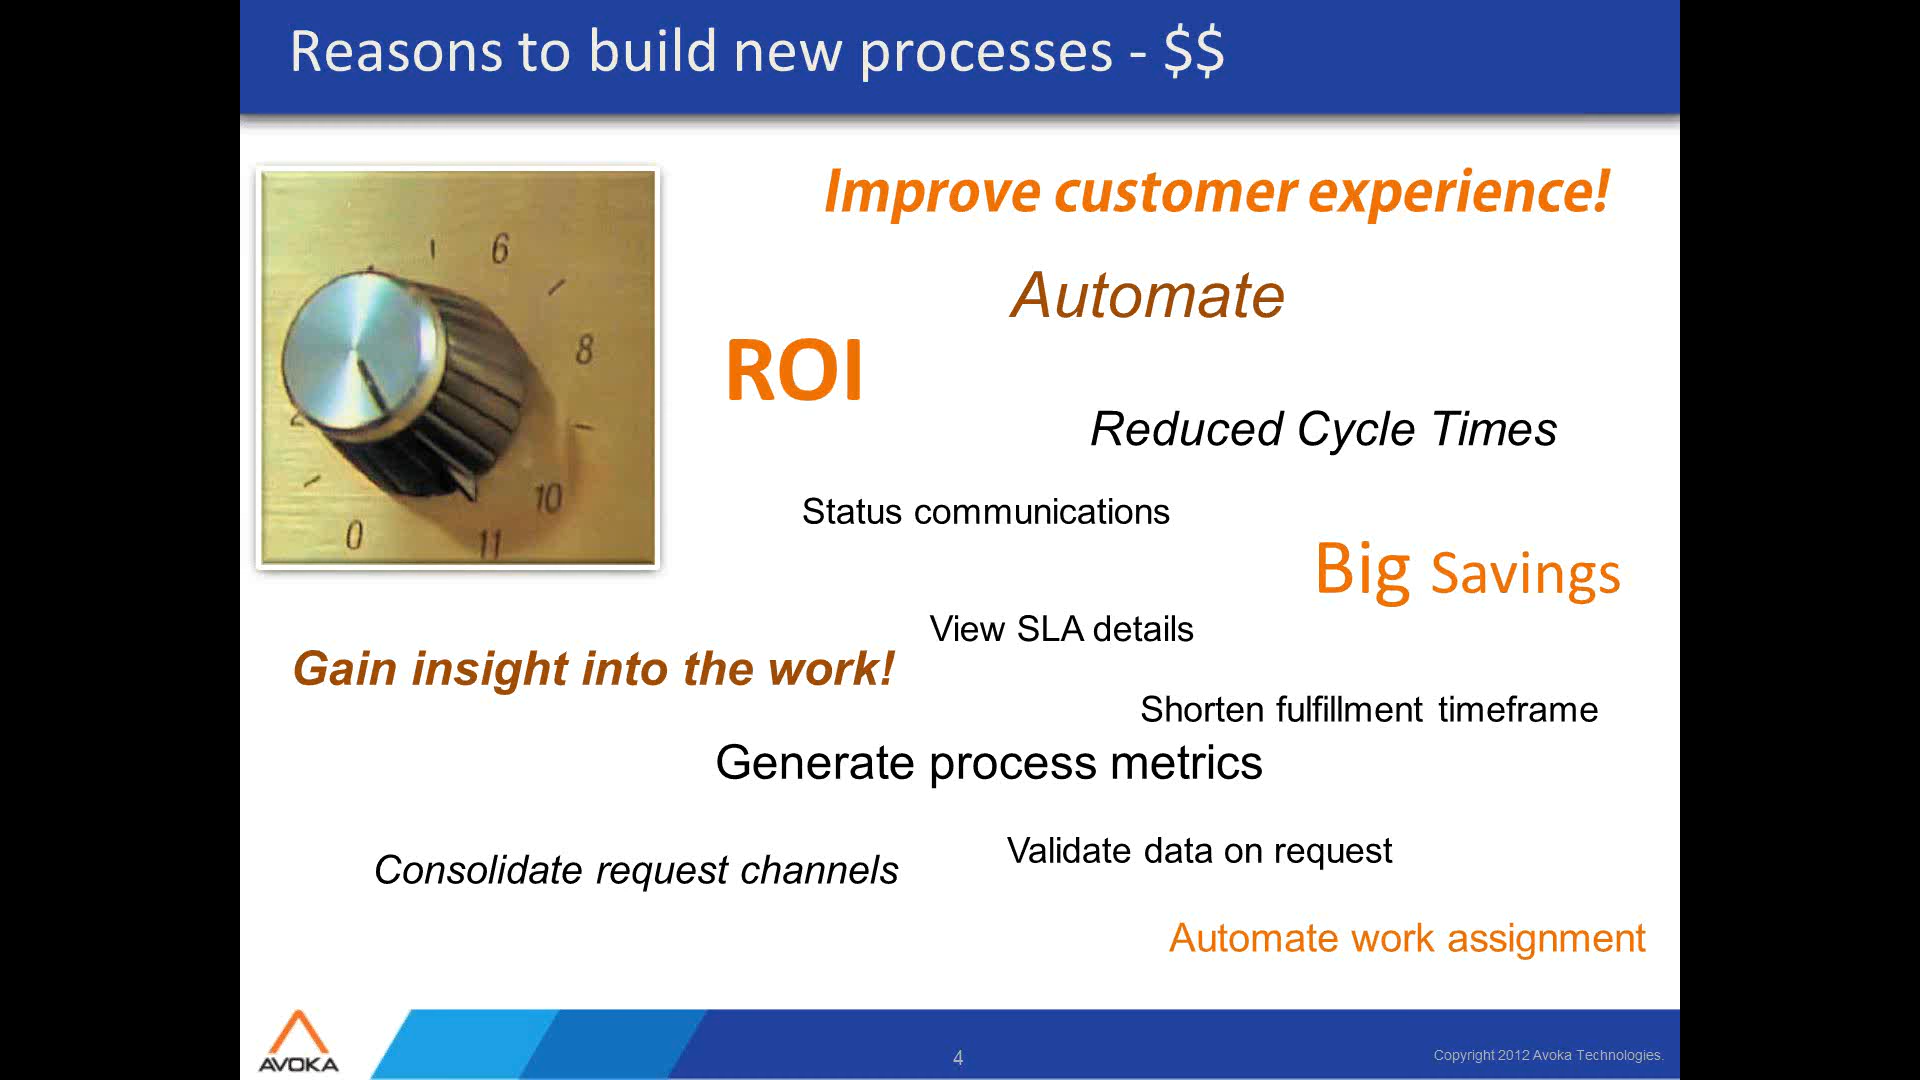 Reasons to build new processes - $$
Improve customer experience!
Automate
ROI
Reduced Cycle Times
Status communications
Big Savings
View SLA details
Gain insight into the work!
Shorten fulfillment timeframe
Generate process metrics
Validate data on request
Consolidate request channels
Automate work assignment
6
8
10
11
0
2
AVOKA
4
Copyright 2012 Avoka Technologies.